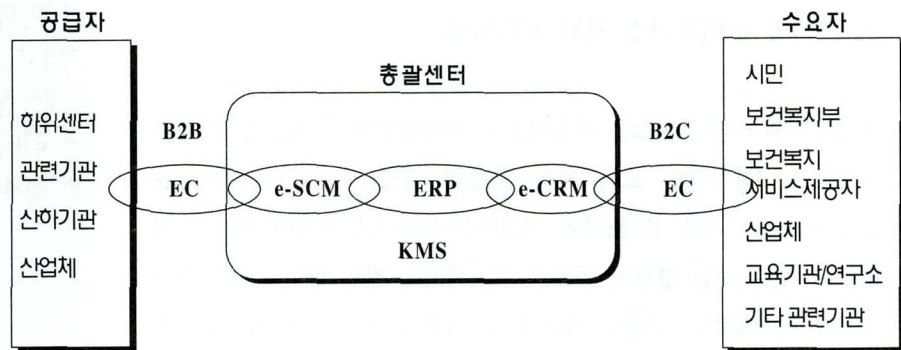 공급자
하위센터
관련기관
산하기관
산업체
B2B
EC
총괄센터
e-SCM
ERP
e-CRM
KMS
B2C
EC
수요자
시민
보건복지부
보건복지
서비스제공자
산업체
교육기관/연구소
기타 관련기관